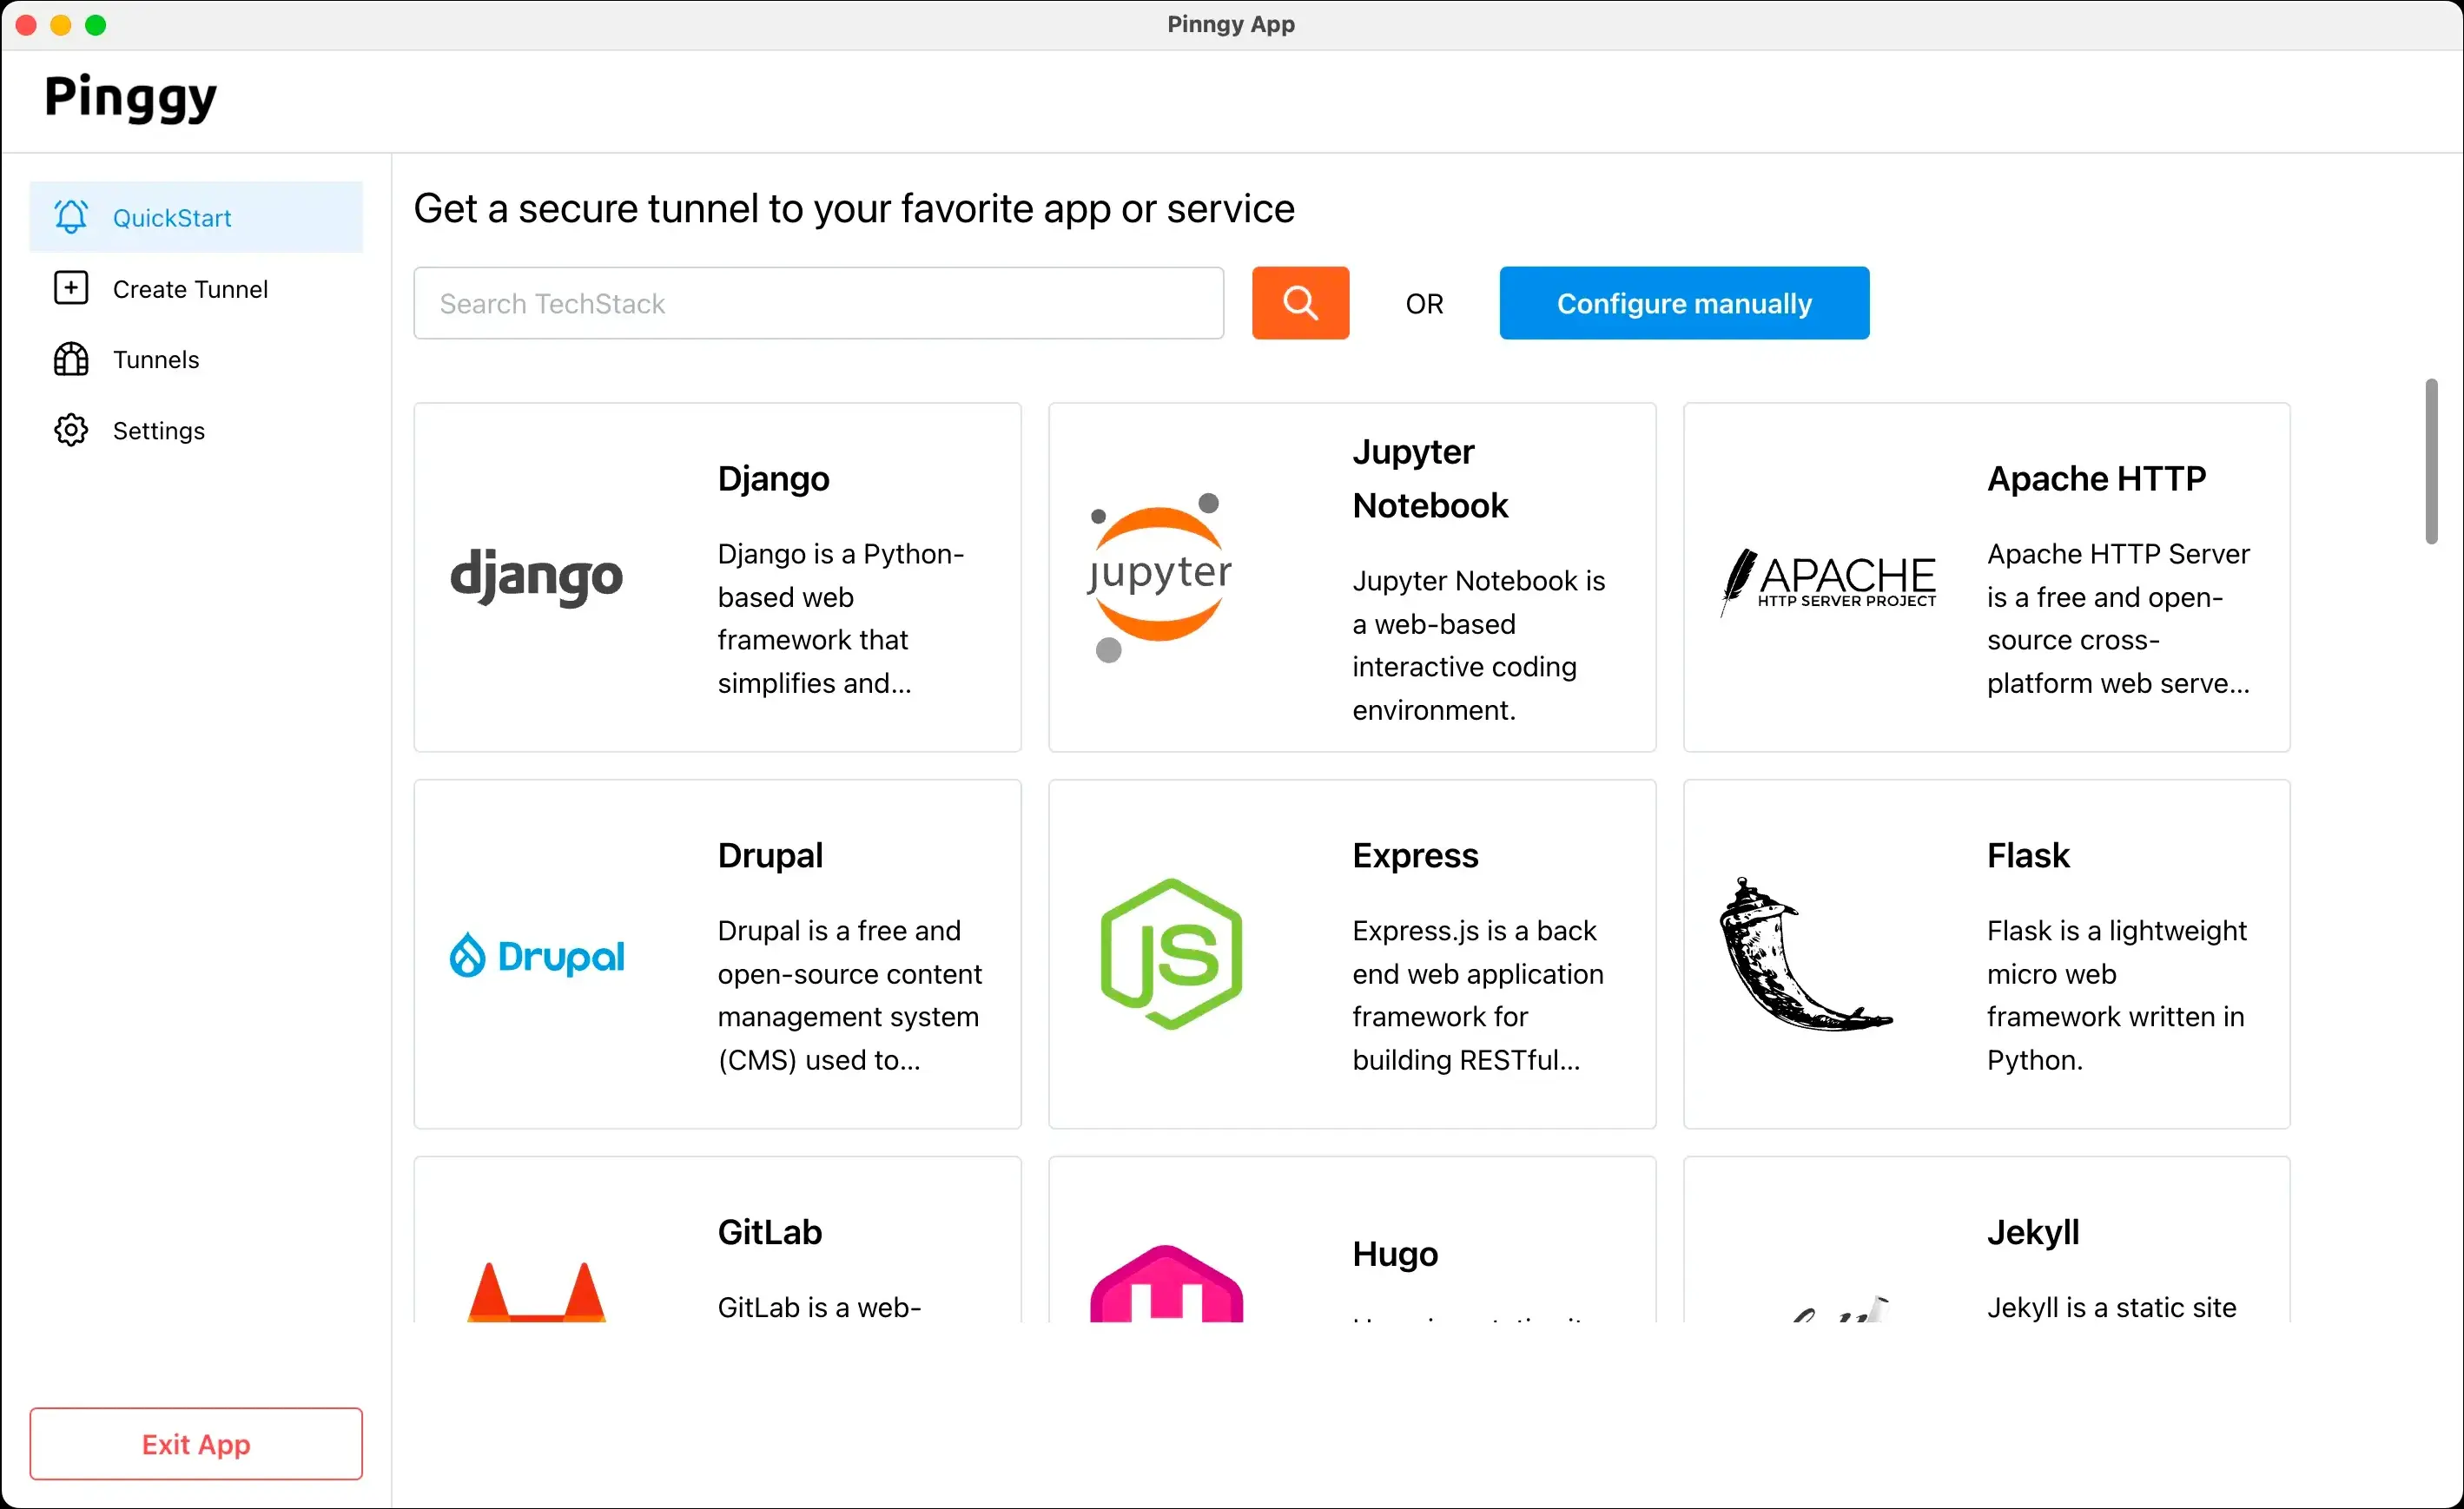 Pinngy App
Pinggy
QuickStart
Create Tunnel
Tunnels
Settings
Exit App
Get a secure tunnel to your favorite app or service
Search TechStack
OR
Configure manually
django
Django
Django is a Python-
based web
framework that
simplifies and...
jupyter
Jupyter
Notebook
Jupyter Notebook is
a web-based
interactive coding
environment.
APACHE
HTTP SERVER PROJECT
Apache HTTP
Apache HTTP Server
is a free and open-
source cross-
platform web serve...
Drupal
Drupal
Drupal is a free and
open-source content
management system
(CMS) used to...
JS
Express
Express.js is a back
end web application
framework for
building RESTful...
Flask
Flask is a lightweight
micro web
framework written in
Python.
GitLab
GitLab is a web-
Hugo
Jekyll
Jekyll is a static site